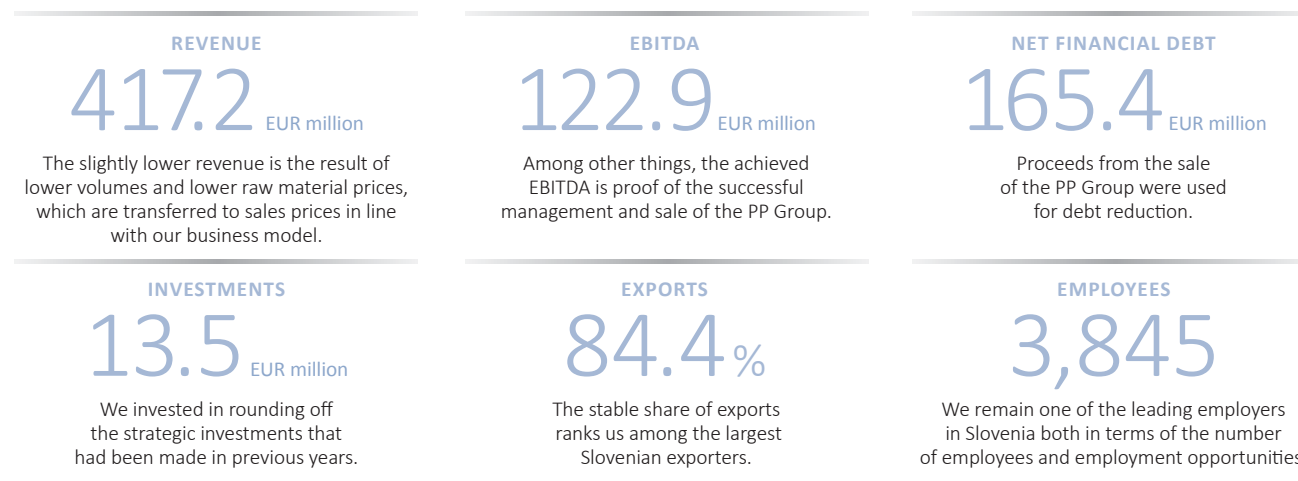 REVENUE
417.2 EUR million
The slightly lower revenue is the result of
lower volumes and lower raw material prices,
which are transferred to sales prices in line
with our business model.
EBITDA
122.9 EUR million
Among other things, the achieved
EBITDA is proof of the successful
management and sale of the PP Group.
NET FINANCIAL DEBT
165.4 EUR million
Proceeds from the sale
of the PP Group were used
for debt reduction.
INVESTMENTS
13.5 EUR million
We invested in rounding off
the strategic investments that
had been made in previous years.
EXPORTS
84.4 %
The stable share of exports
ranks us among the largest
Slovenian exporters.
EMPLOYEES
3,845
We remain one of the leading employers
in Slovenia both in terms of the number
of employees and employment opportunities